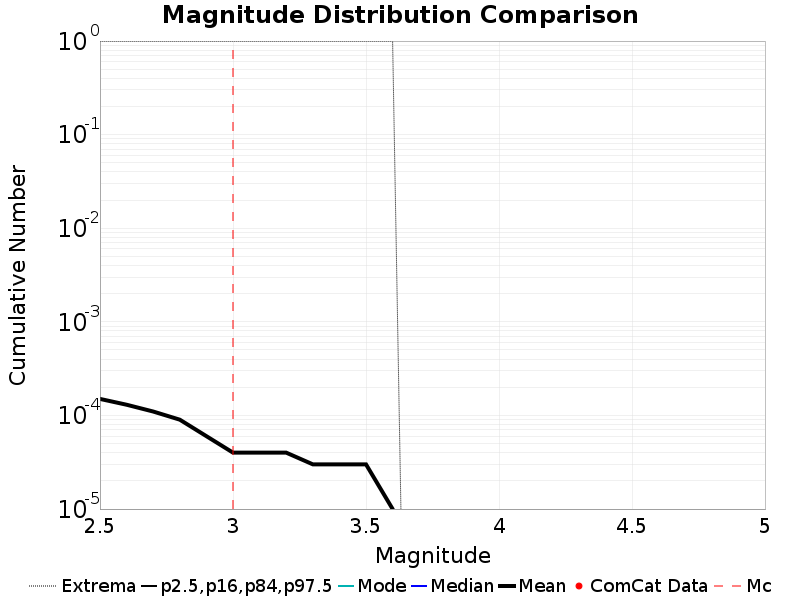 Magnitude Distribution Comparison
Cumulative Number
10^0
10^-1
10^-2
10^-3
10^-4
10^-5
2.5 3 3.5 4 4.5 5
Magnitude
Extrema p2.5,p16,p84,p97.5 Mode Median Mean ComCat Data Mc